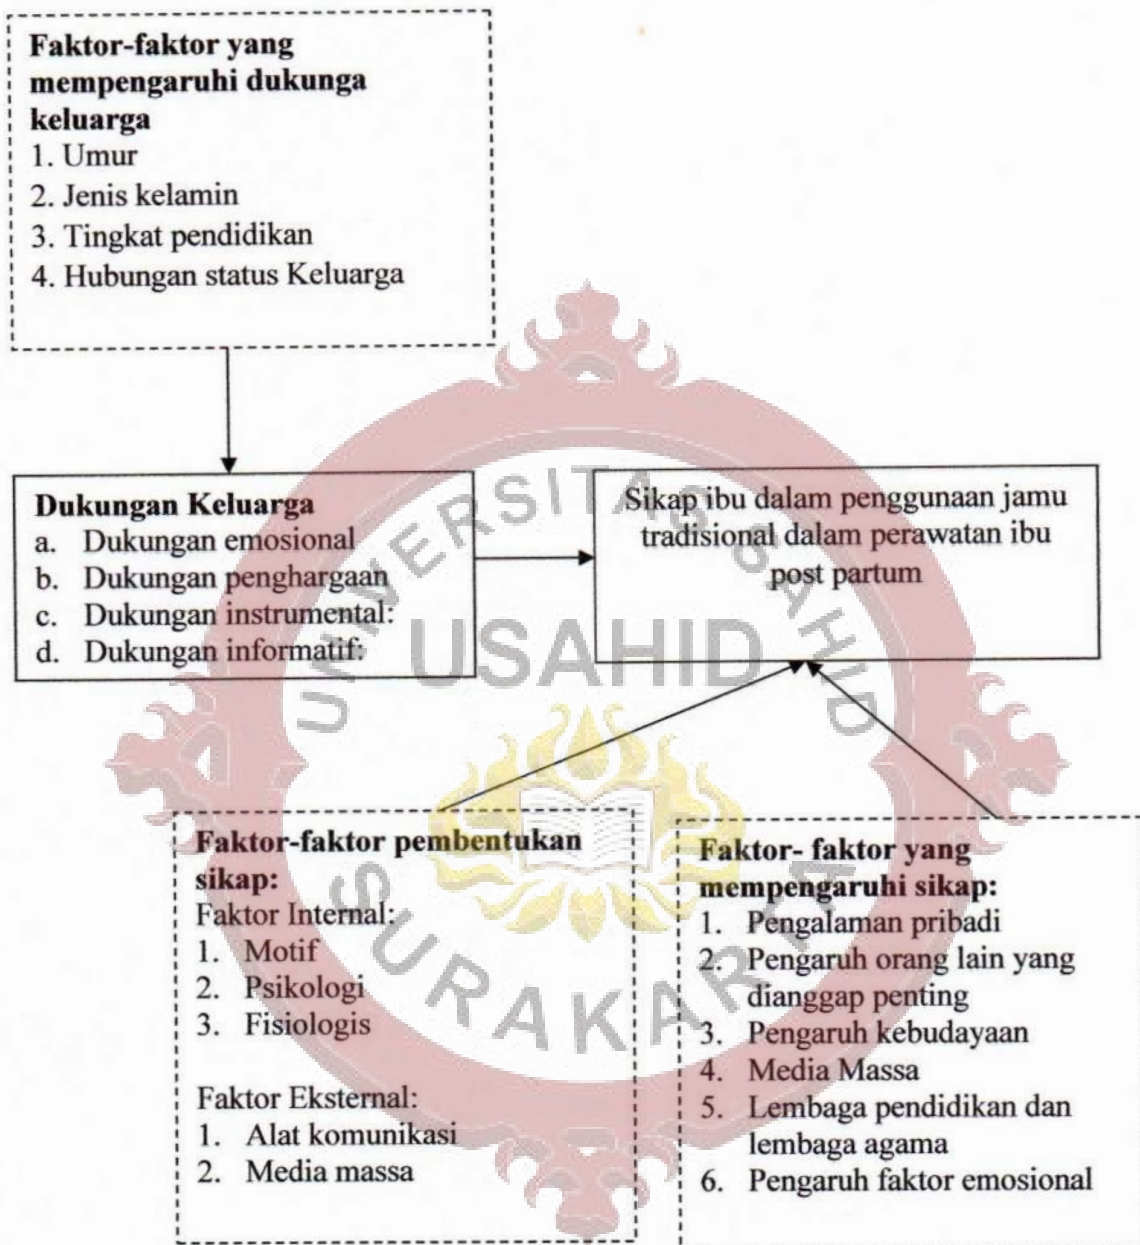 Faktor-faktor yang
mempengaruhi dukunga
keluarga
1. Umur
2. Jenis kelamin
3. Tingkat pendidikan
4. Hubungan status Keluarga
Dukungan Keluarga
a. Dukungan emosional
b. Dukungan penghargaan
c. Dukungan instrumental:
d. Dukungan informatif:
Sikap ibu dalam penggunaan jamu
tradisional dalam perawatan ibu
post partum
UNIVERSITAS SAHID
USAHID
SURAKARTA
Faktor-faktor pembentukan
sikap:
Faktor Internal:
1. Motif
2. Psikologi
3. Fisiologis
Faktor Eksternal:
1. Alat komunikasi
2. Media massa
Faktor- faktor yang
mempengaruhi sikap:
1. Pengalaman pribadi
2. Pengaruh orang lain yang
dianggap penting
3. Pengaruh kebudayaan
4. Media Massa
5. Lembaga pendidikan dan
lembaga agama
6. Pengaruh faktor emosional